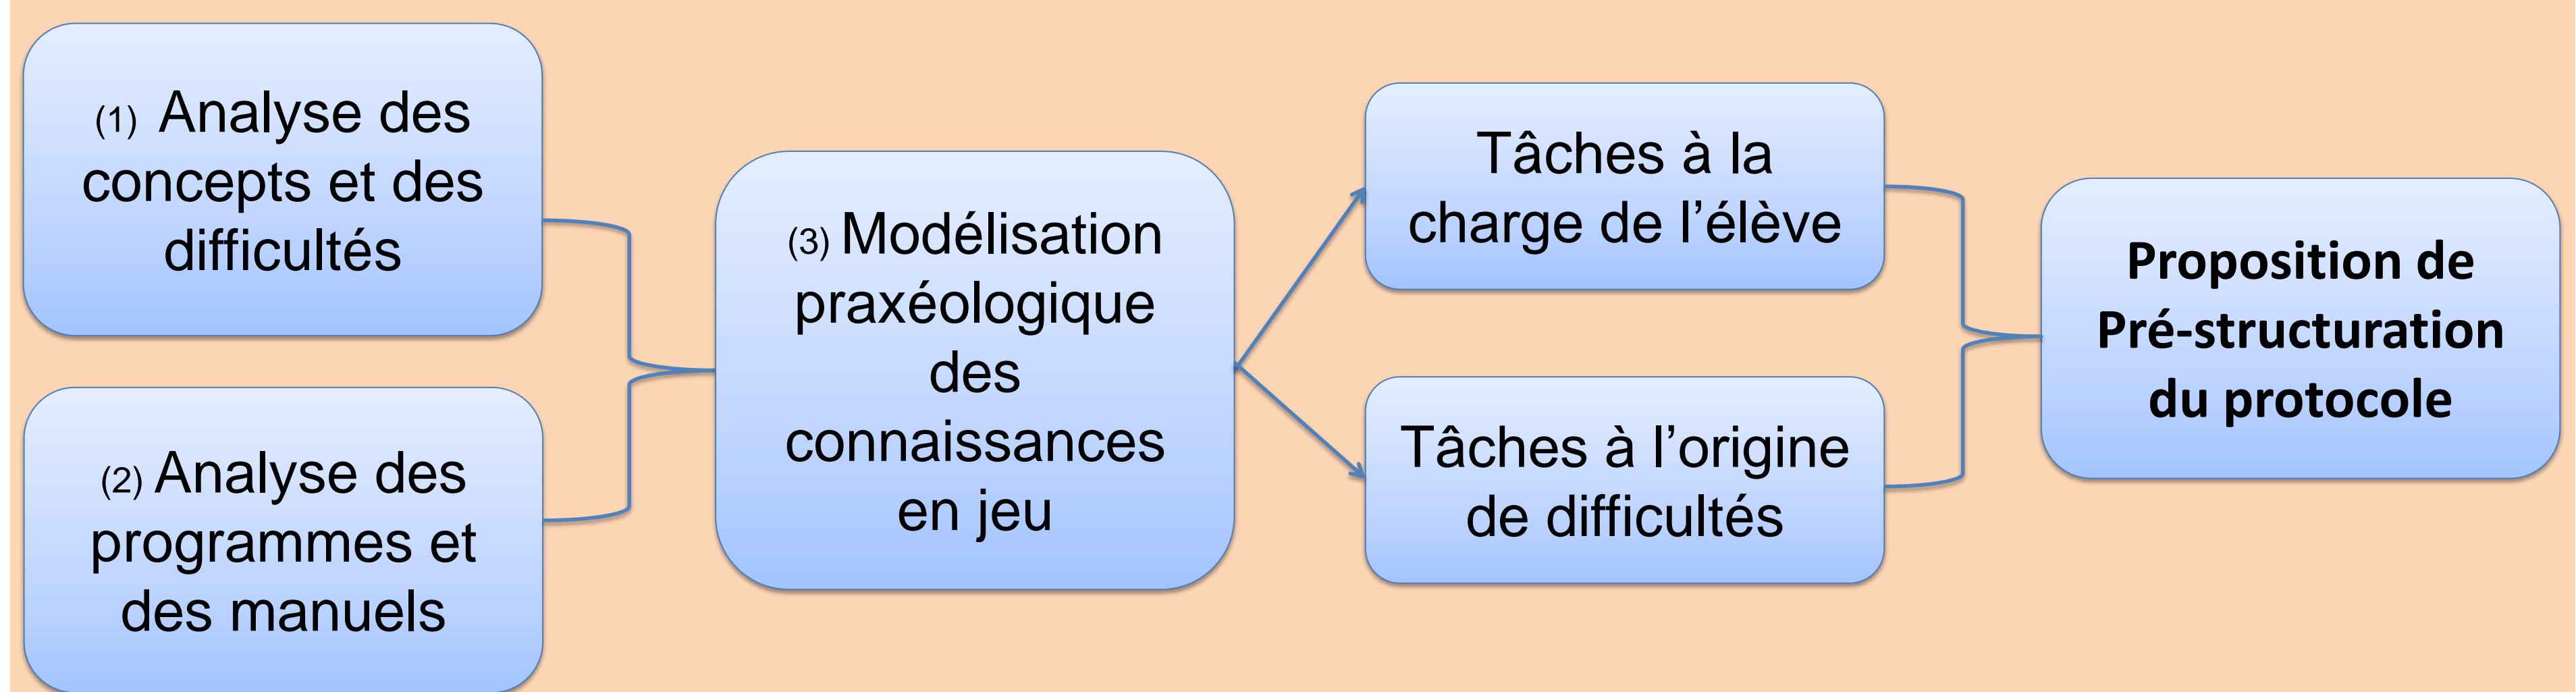 (1) Analyse des
concepts et des
difficultés
(2) Analyse des
programmes et
des manuels
(3) Modélisation
praxéologique
des
connaissances
en jeu
Tâches à la
charge de l’élève
Tâches à l’origine
de difficultés
Proposition de
Pré-structuration
du protocole